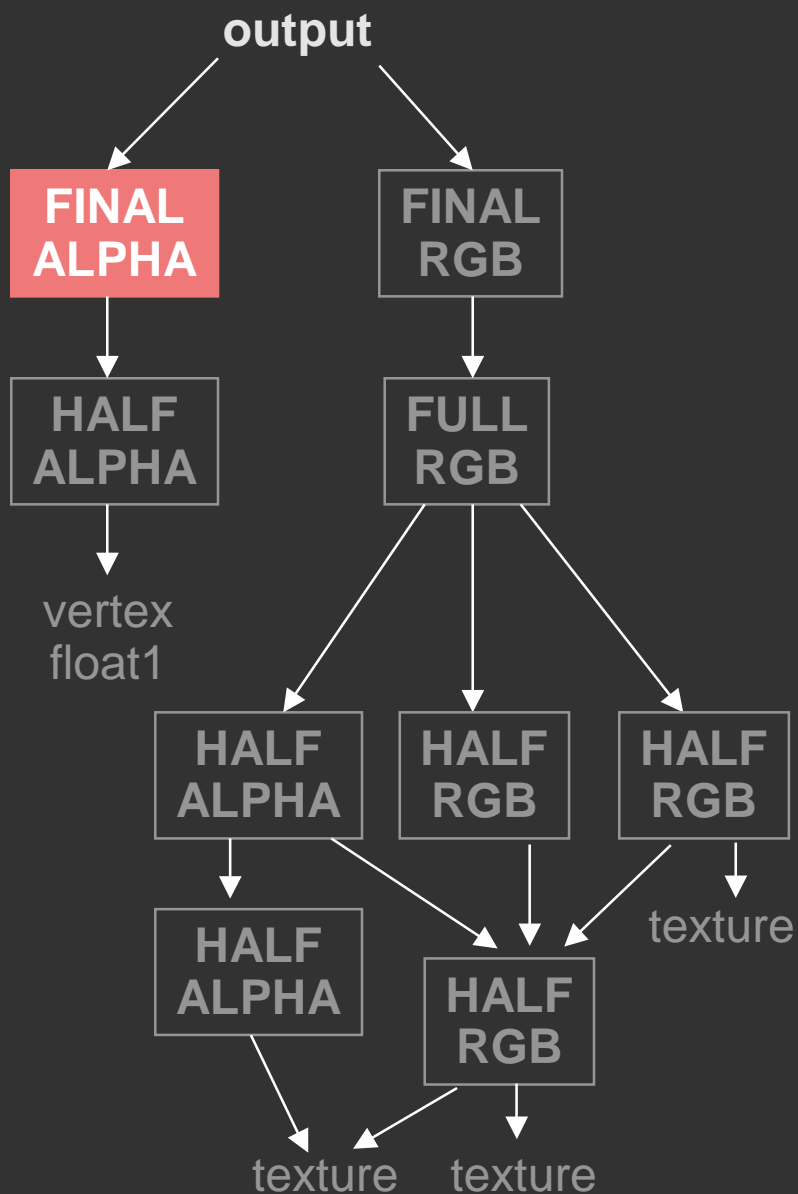 output
FINAL
ALPHA
FINAL
RGB
HALF
ALPHA
FULL
RGB
vertex
float1
HALF
ALPHA
HALF
RGB
HALF
RGB
texture
HALF
ALPHA
HALF
RGB
texture
texture